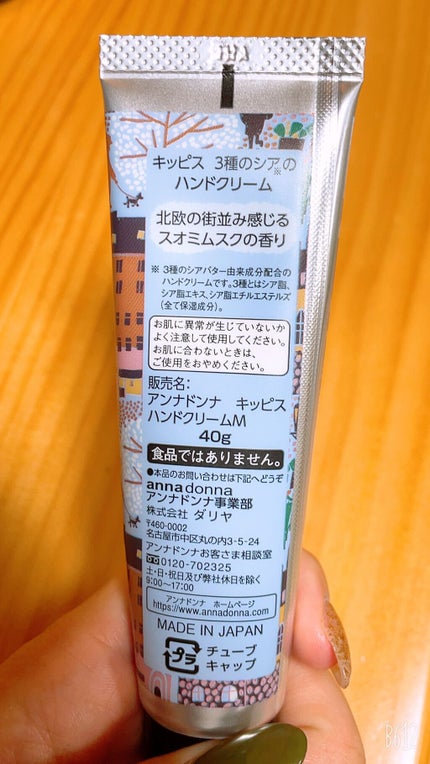 キッピス 3種のシア※の
ハンドクリーム
北欧の街並み感じる
スオミムスクの香り
※ 3種のシアバター由来成分配合の
ハンドクリームです。3種とはシア脂、
シア脂エキス、シア脂エチルエステルズ
(全て保湿成分)。
お肌に異常が生じていないか
よく注意して使用してください。
お肌に合わないときは、
ご使用をおやめください。
販売名:
アンナドンナ キッピス
ハンドクリームM
40g
食品ではありません。
●本品のお問い合わせは下記へどうぞ
anna donna
アンナドンナ事業部
株式会社 ダリヤ
〒460-0002
名古屋市中区丸の内3-5-24
アンナドンナお客さま相談室
0120-702325
土・日・祝日及び弊社休日を除く
9:00〜17:00
アンナドンナ ホームページ
https://www.annadonna.com
MADE IN JAPAN
プラ
チューブ
キャップ
B612